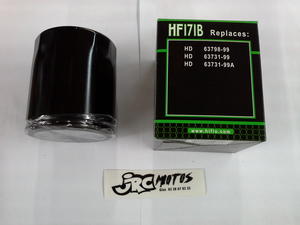 HF171B Replaces:
HD 63798-99
HD 63731-99
HD 63731-99A
www.hiflo.com
JRC MOTOS